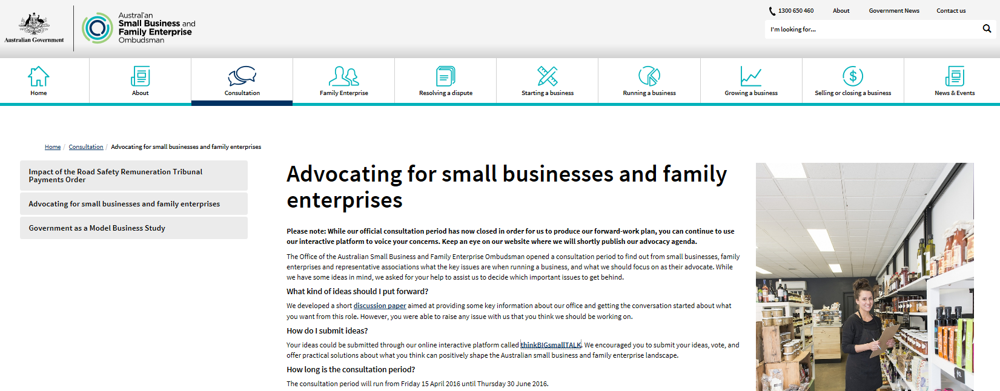 1300 650 460 About Government News Contact us
Australian Government
Australian
Small Business and
Family Enterprise
Ombudsman
I'm looking for...
Home About Consultation Family Enterprise Resolving a dispute Starting a business Running a business Growing a business Selling or closing a business News & Events
Home / Consultation / Advocating for small businesses and family enterprises
Impact of the Road Safety Remuneration Tribunal
Payments Order
Advocating for small businesses and family enterprises
Government as a Model Business Study
Advocating for small businesses and family
enterprises
Please note: While our official consultation period has now closed in order for us to produce our forward-work plan, you can continue to use
our interactive platform to voice your concerns. Keep an eye on our website where we will shortly publish our advocacy agenda.
The Office of the Australian Small Business and Family Enterprise Ombudsman opened a consultation period to find out from small businesses, family
enterprises and representative associations what the key issues are when running a business, and what we should focus on as their advocate. While
we have some ideas in mind, we asked for your help to assist us to decide which important issues to get behind.
What kind of ideas should I put forward?
We developed a short discussion paper aimed at providing some key information about our office and getting the conversation started about what
you want from this role. However, you were able to raise any issue with us that you think we should be working on.
How do I submit ideas?
Your ideas could be submitted through our online interactive platform called thinkBIGsmallTALK. We encouraged you to submit your ideas, vote, and
offer practical solutions about what you think can positively shape the Australian small business and family enterprise landscape.
How long is the consultation period?
The consultation period will run from Friday 15 April 2016 until Thursday 30 June 2016.